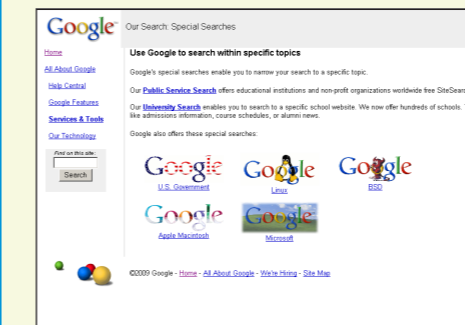 Google Our Search: Special Searches
Home
All About Google
Help Central
Google Features
Services & Tools
Our Technology
Find on this site:
Search
Use Google to search within specific topics
Google's special searches enable you to narrow your search to a specific topic.
Our Public Service Search offers educational institutions and non-profit organizations worldwide free SiteSearc
Our University Search enables you to search to a specific school website. We now offer hundreds of schools.
like admissions information, course schedules, or alumni news.
Google also offers these special searches:
Google Google Google
U.S. Government Linux BSD
Google Google
Apple Macintosh Microsoft
©2009 Google - Home - All About Google - We're Hiring - Site Map